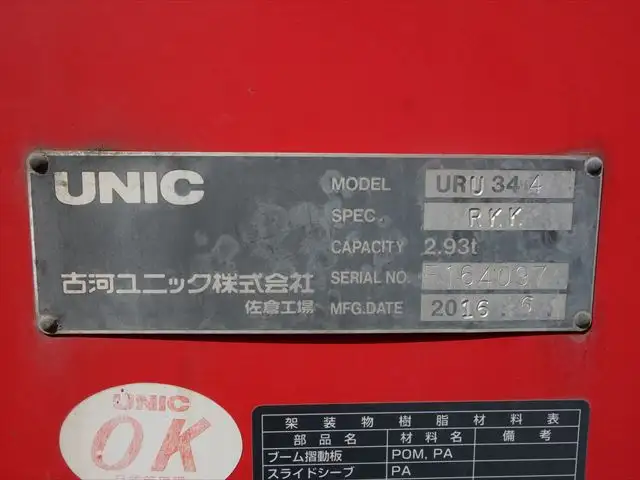 UNIC
MODEL URU 344
SPEC. RKK
CAPACITY 2.93t
古河ユニック株式会社 SERIAL NO. F164097
佐倉工場 MFG.DATE 2016 6
UNIC
OK
架装物樹脂材料表
部品名 材料名 備考
ブーム摺動板 POM, PA
スライドシーブ PA